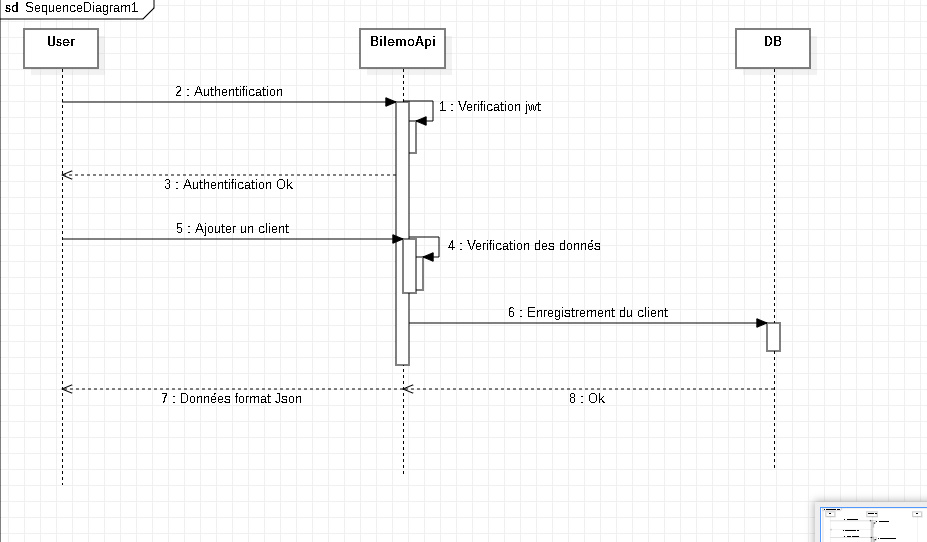 sd SequenceDiagram1
User
BilemoApi
DB
2 : Authentification
1 : Verification jwt
3 : Authentification Ok
5 : Ajouter un client
4 : Verification des donnés
6 : Enregistrement du client
7 : Données format Json
8 : Ok